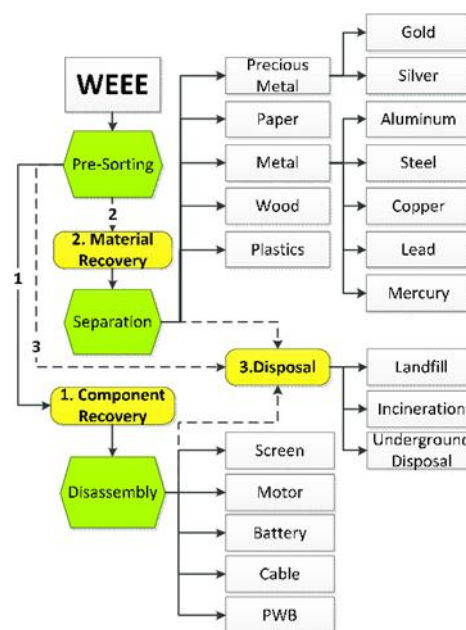 WEEE
Pre-Sorting
2
2. Material
Recovery
Separation
1
3
1. Component
Recovery
Disassembly
Precious
Metal
Paper
Metal
Wood
Plastics
Gold
Silver
Aluminum
Steel
Copper
Lead
Mercury
3.Disposal
Landfill
Incineration
Underground
Disposal
Screen
Motor
Battery
Cable
PWB